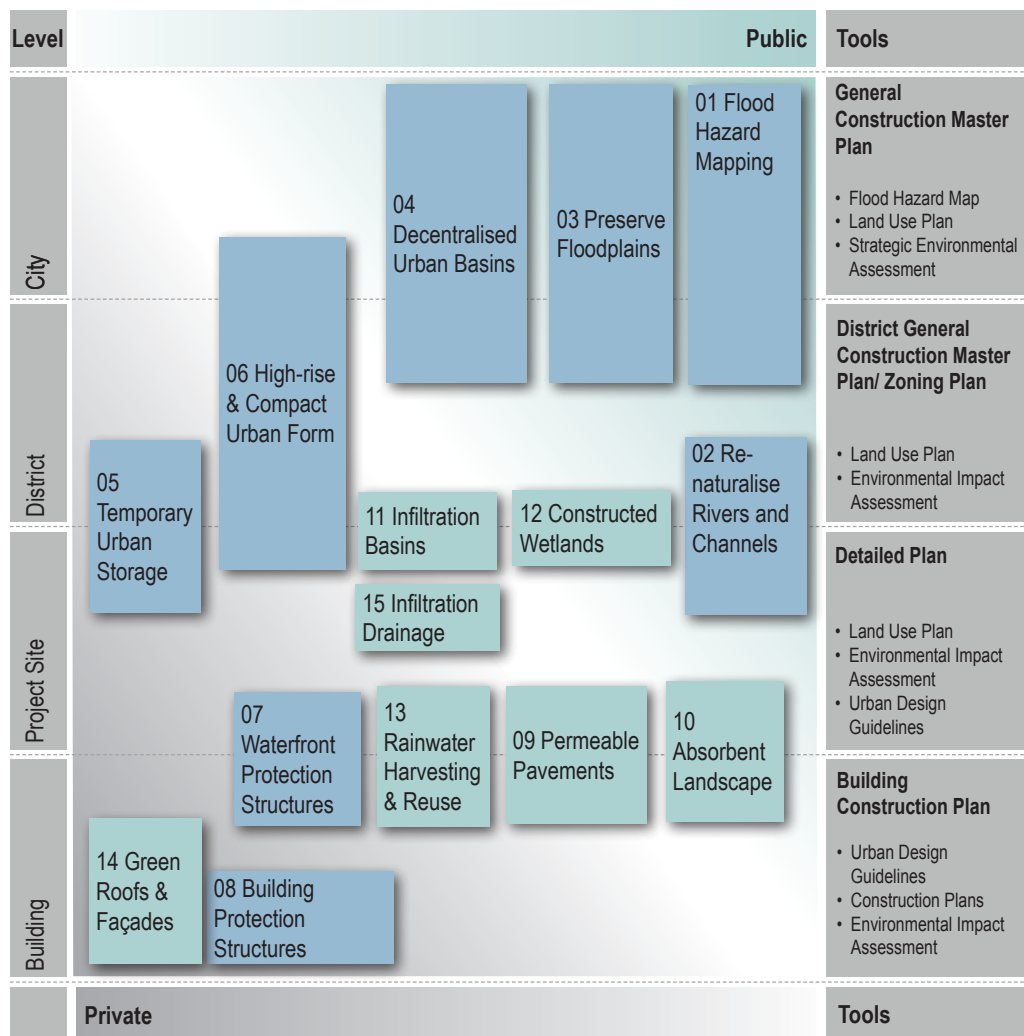 Level
Public
Tools
City
01 Flood
Hazard
Mapping
03 Preserve
Floodplains
04
Decentralised
Urban Basins
General
Construction Master
Plan
• Flood Hazard Map
• Land Use Plan
• Strategic Environmental
Assessment
District
06 High-rise
& Compact
Urban Form
05
Temporary
Urban
Storage
11 Infiltration
Basins
12 Constructed
Wetlands
02 Re-
naturalise
Rivers and
Channels
District General
Construction Master
Plan/ Zoning Plan
• Land Use Plan
• Environmental Impact
Assessment
Project Site
15 Infiltration
Drainage
07
Waterfront
Protection
Structures
13
Rainwater
Harvesting
& Reuse
09 Permeable
Pavements
10
Absorbent
Landscape
Detailed Plan
• Land Use Plan
• Environmental Impact
Assessment
• Urban Design
Guidelines
Building
14 Green
Roofs &
Façades
08 Building
Protection
Structures
Building
Construction Plan
• Urban Design
Guidelines
• Construction Plans
• Environmental Impact
Assessment
Private
Tools